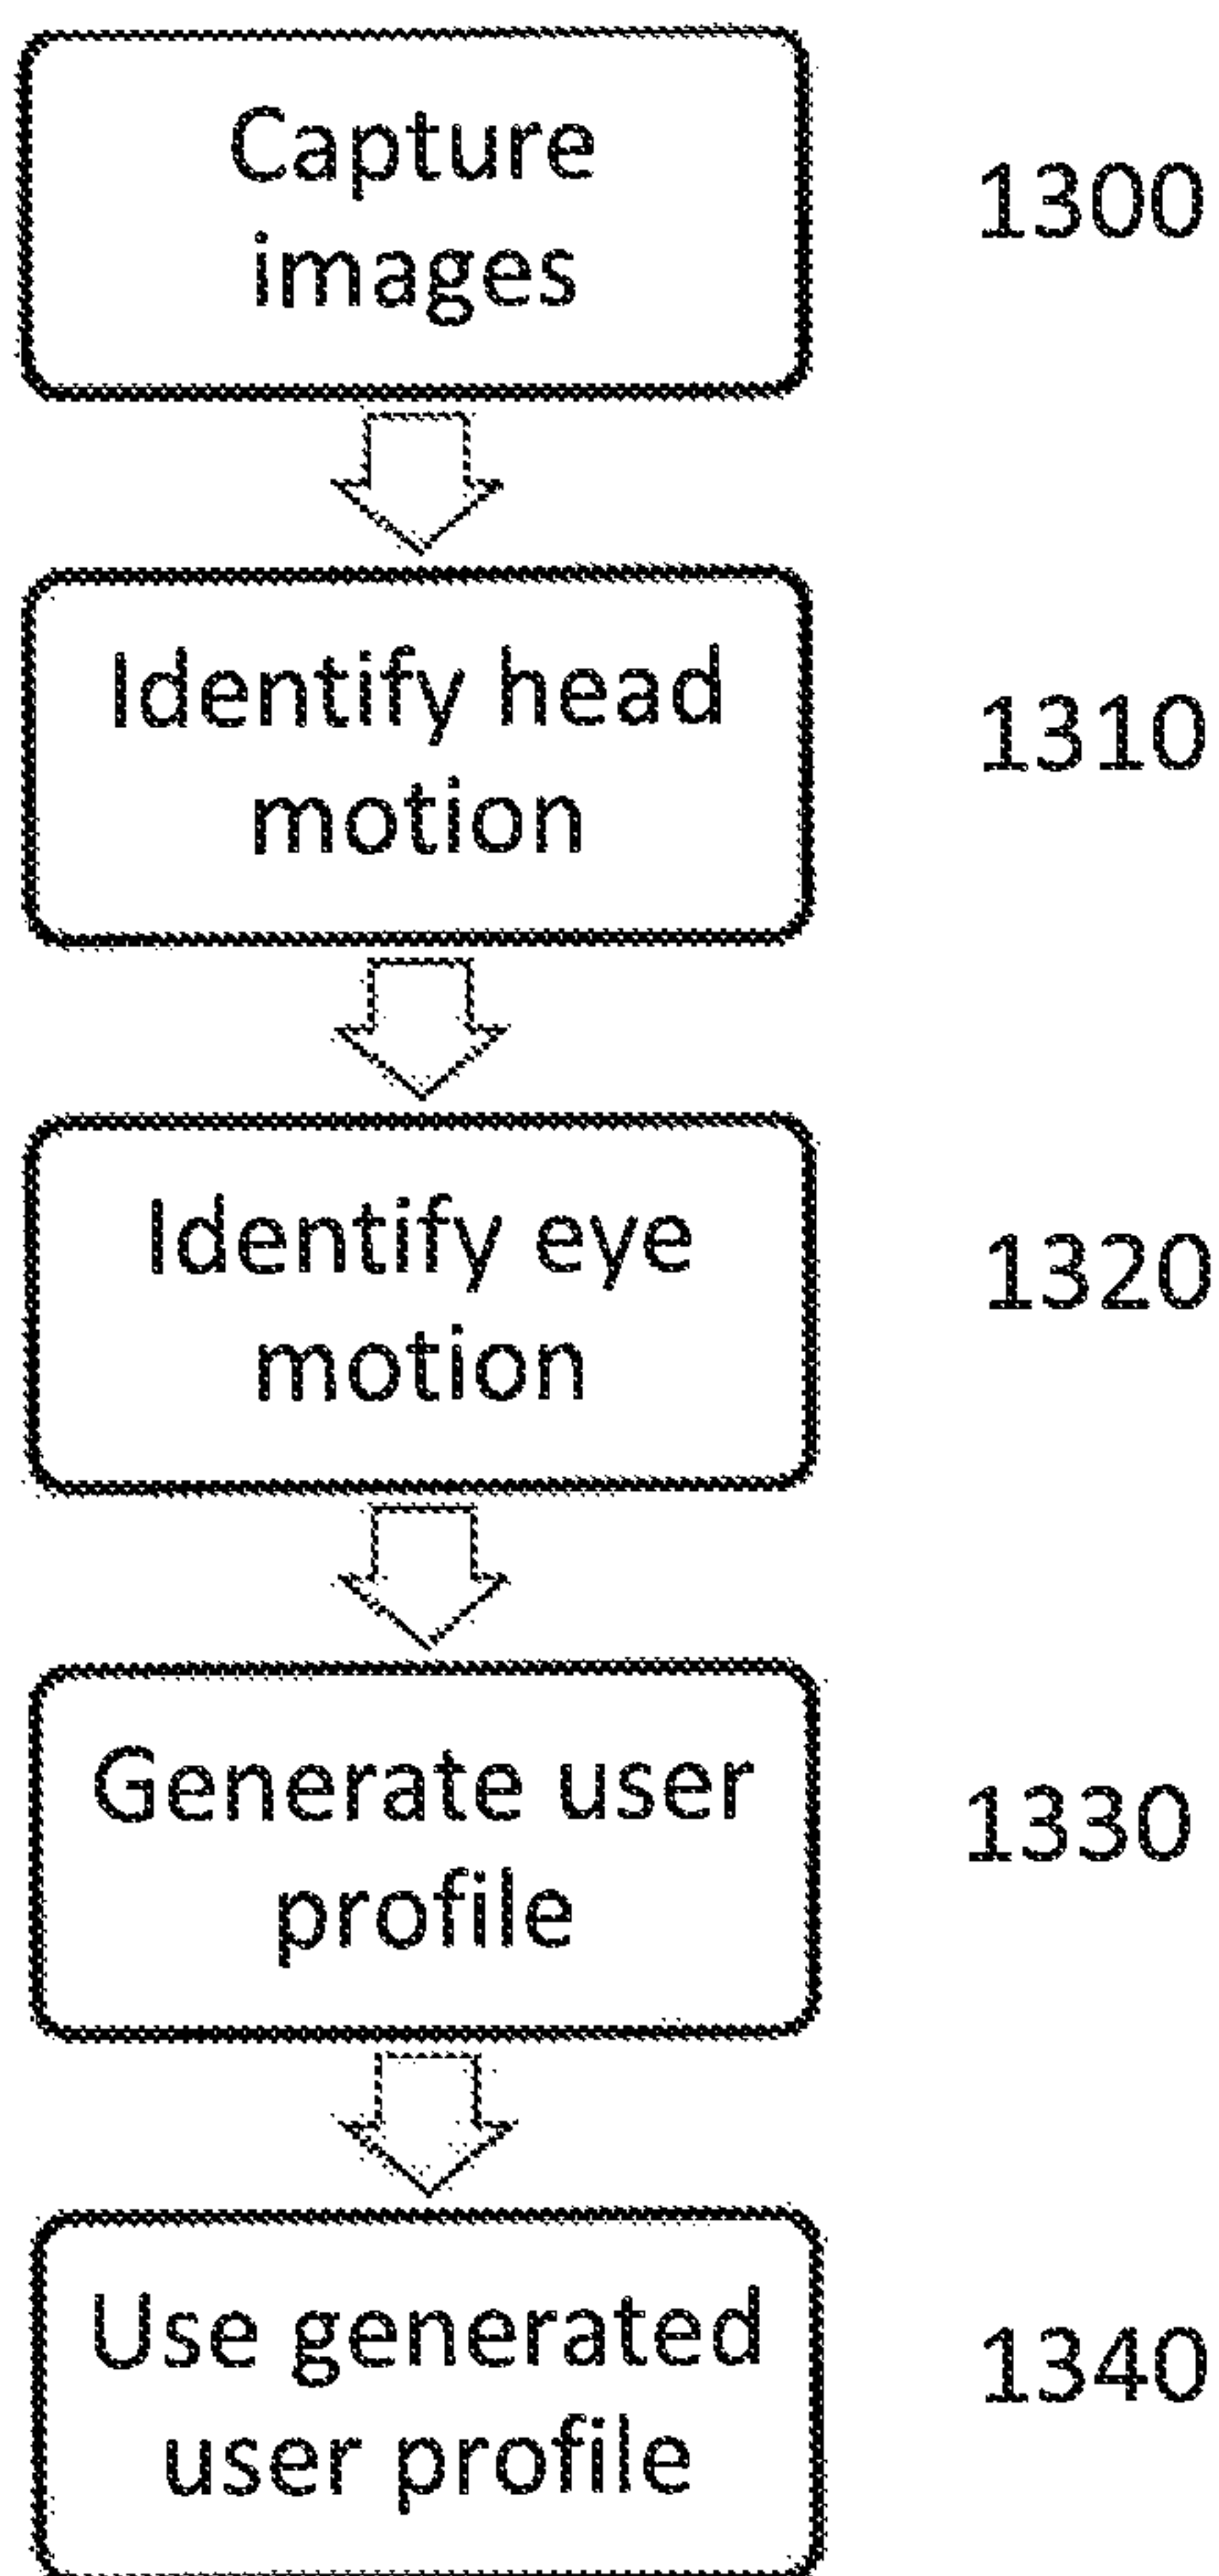 Capture
images
1300
Identify head
motion
1310
Identify eye
motion
1320
Generate user
profile
1330
Use generated
user profile
1340